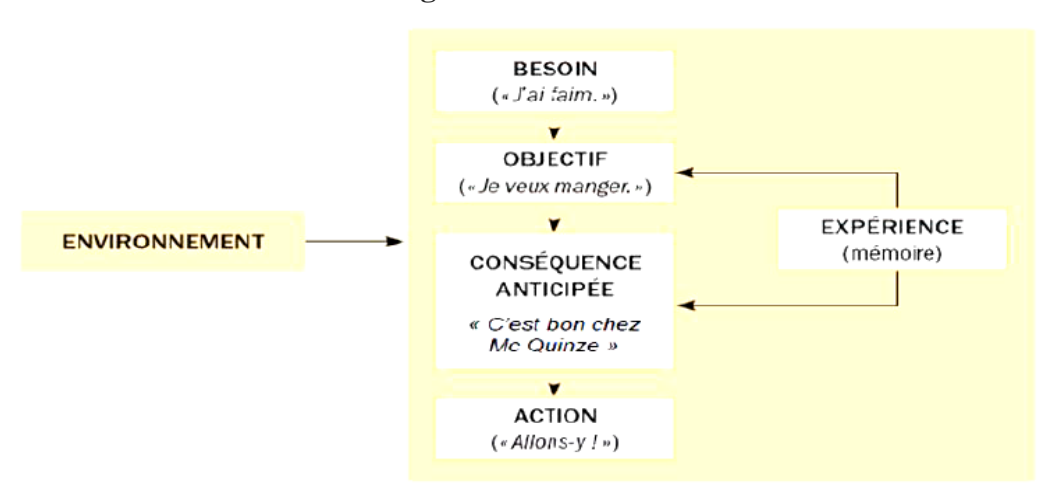 BESOIN
(« J'ai faim. »)
OBJECTIF
(« Je veux manger. »)
ENVIRONNEMENT
EXPÉRIENCE
(mémoire)
CONSÉQUENCE
ANTICIPÉE
« C'est bon chez
Mc Quinze »
ACTION
(« Allons-y ! »)